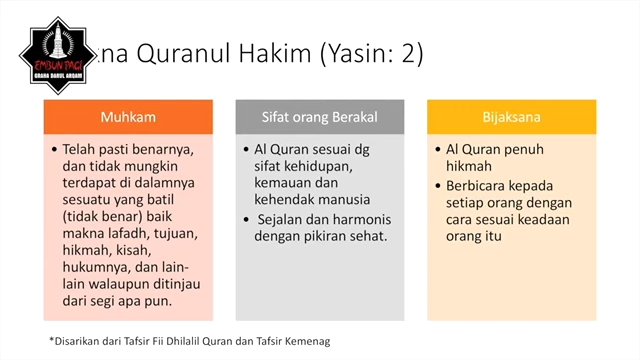 kna Quranul Hakim (Yasin: 2)
EMBUN PAGI
GRAHA DARUL ARQAM
Muhkam
• Telah pasti benarnya,
dan tidak mungkin
terdapat di dalamnya
sesuatu yang batil
(tidak benar) baik
makna lafadh, tujuan,
hikmah, kisah,
hukumnya, dan lain-
lain walaupun ditinjau
dari segi apa pun.
Sifat orang Berakal
• Al Quran sesuai dg
sifat kehidupan,
kemauan dan
kehendak manusia
• Sejalan dan harmonis
dengan pikiran sehat.
Bijaksana
• Al Quran penuh
hikmah
• Berbicara kepada
setiap orang dengan
cara sesuai keadaan
orang itu
*Disarikan dari Tafsir Fii Dhilalil Quran dan Tafsir Kemenag